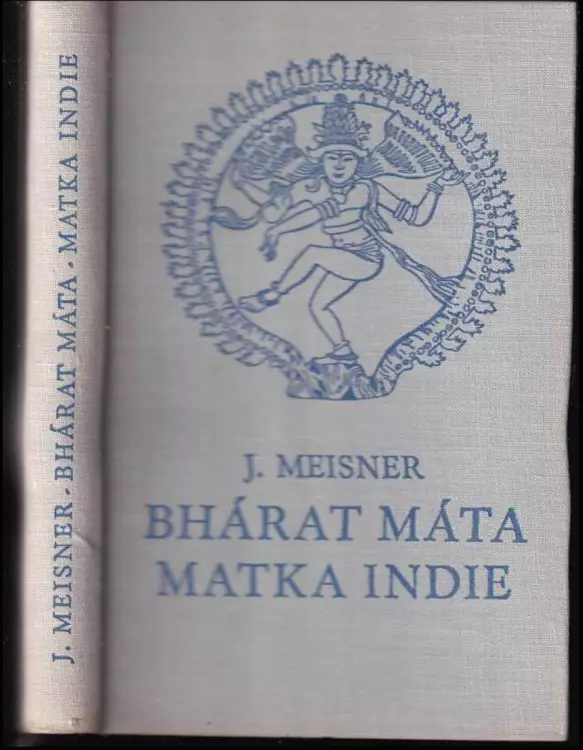 J. MEISNER · BHÁRAT MÁTA · MATKA INDIE
J. MEISNER
BHÁRAT MÁTA
MATKA INDIE